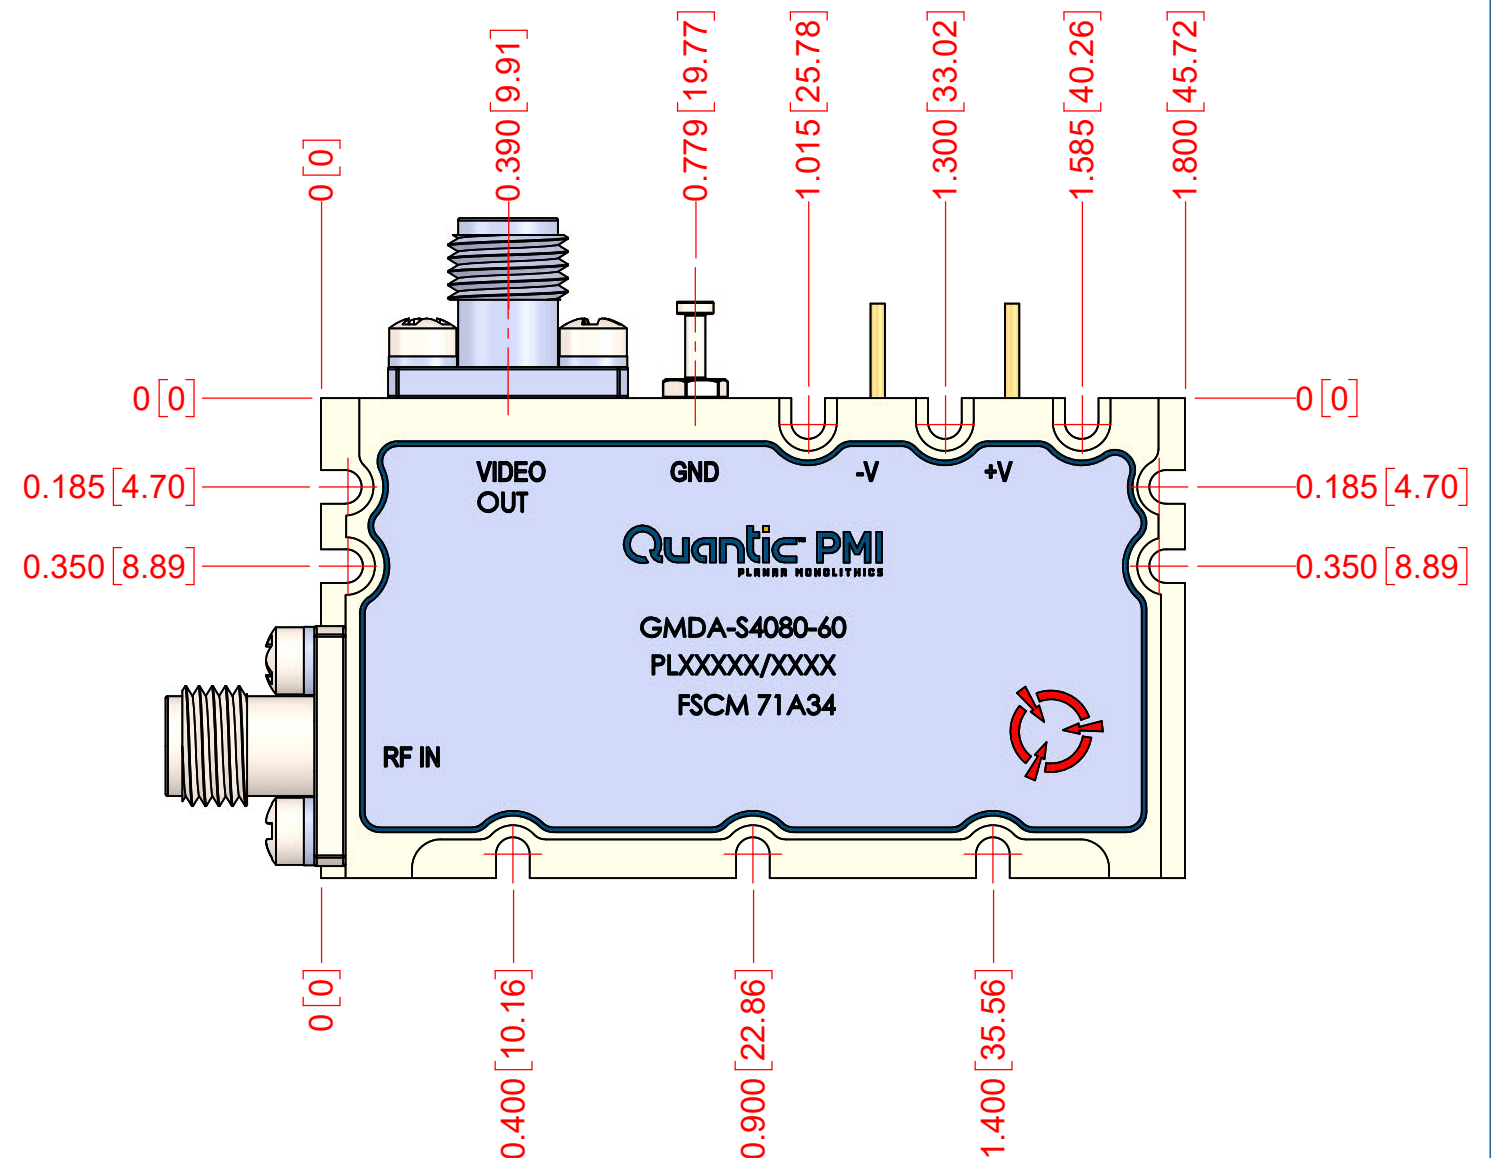 0 [0]
0.390 [9.91]
0.779 [19.77]
1.015 [25.78]
1.300 [33.02]
1.585 [40.26]
1.800 [45.72]
0 [0]
0 [0]
0.185 [4.70]
0.185 [4.70]
0.350 [8.89]
0.350 [8.89]
VIDEO
OUT
GND
-V
+V
Quantic PMI
PLANAR MONOLITHICS
GMDA-S4080-60
PLXXXXX/XXXX
FSCM 71A34
RF IN
0 [0]
0.400 [10.16]
0.900 [22.86]
1.400 [35.56]